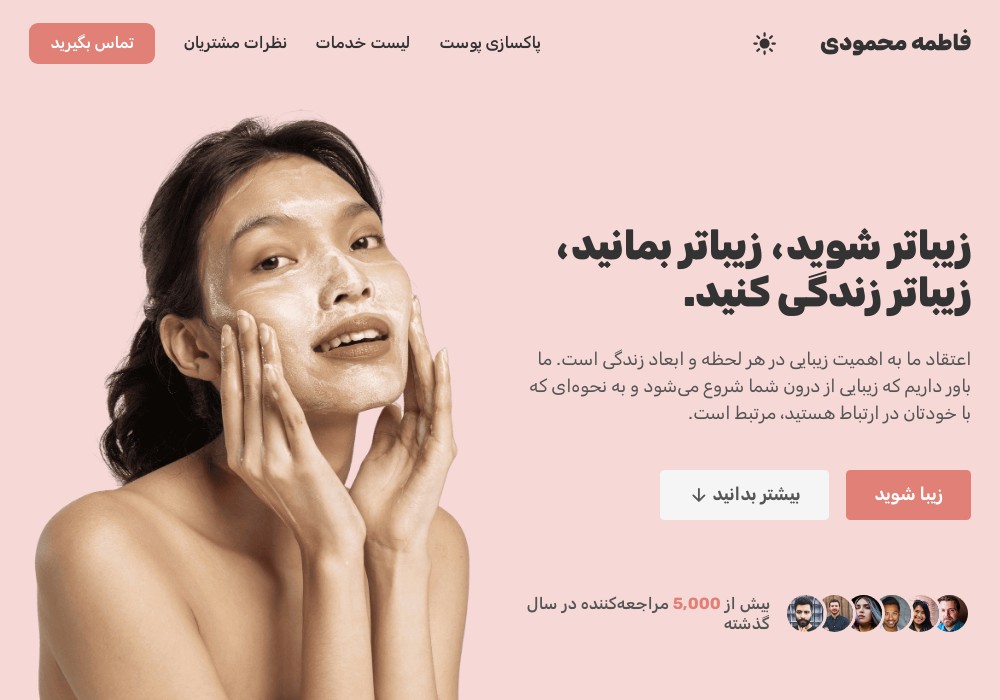 فاطمه محمودی
پاکسازی پوست
لیست خدمات
نظرات مشتریان
تماس بگیرید
زیباتر شوید، زیباتر بمانید،
زیباتر زندگی کنید.
اعتقاد ما به اهمیت زیبایی در هر لحظه و ابعاد زندگی است. ما
باور داریم که زیبایی از درون شما شروع می‌شود و به نحوه‌ای که
با خودتان در ارتباط هستید، مرتبط است.
زیبا شوید
بیشتر بدانید ↓
بیش از 5,000 مراجعه‌کننده در سال
گذشته